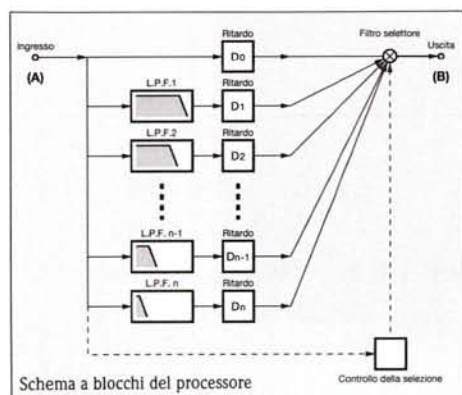 Ingresso
(A)
Ritardo
D0
Filtro selettore
Uscita
(B)
L.P.F.1
Ritardo
D1
L.P.F.2
Ritardo
D2
L.P.F. n-1
Ritardo
Dn-1
L.P.F. n
Ritardo
Dn
Controllo della selezione
Schema a blocchi del processore